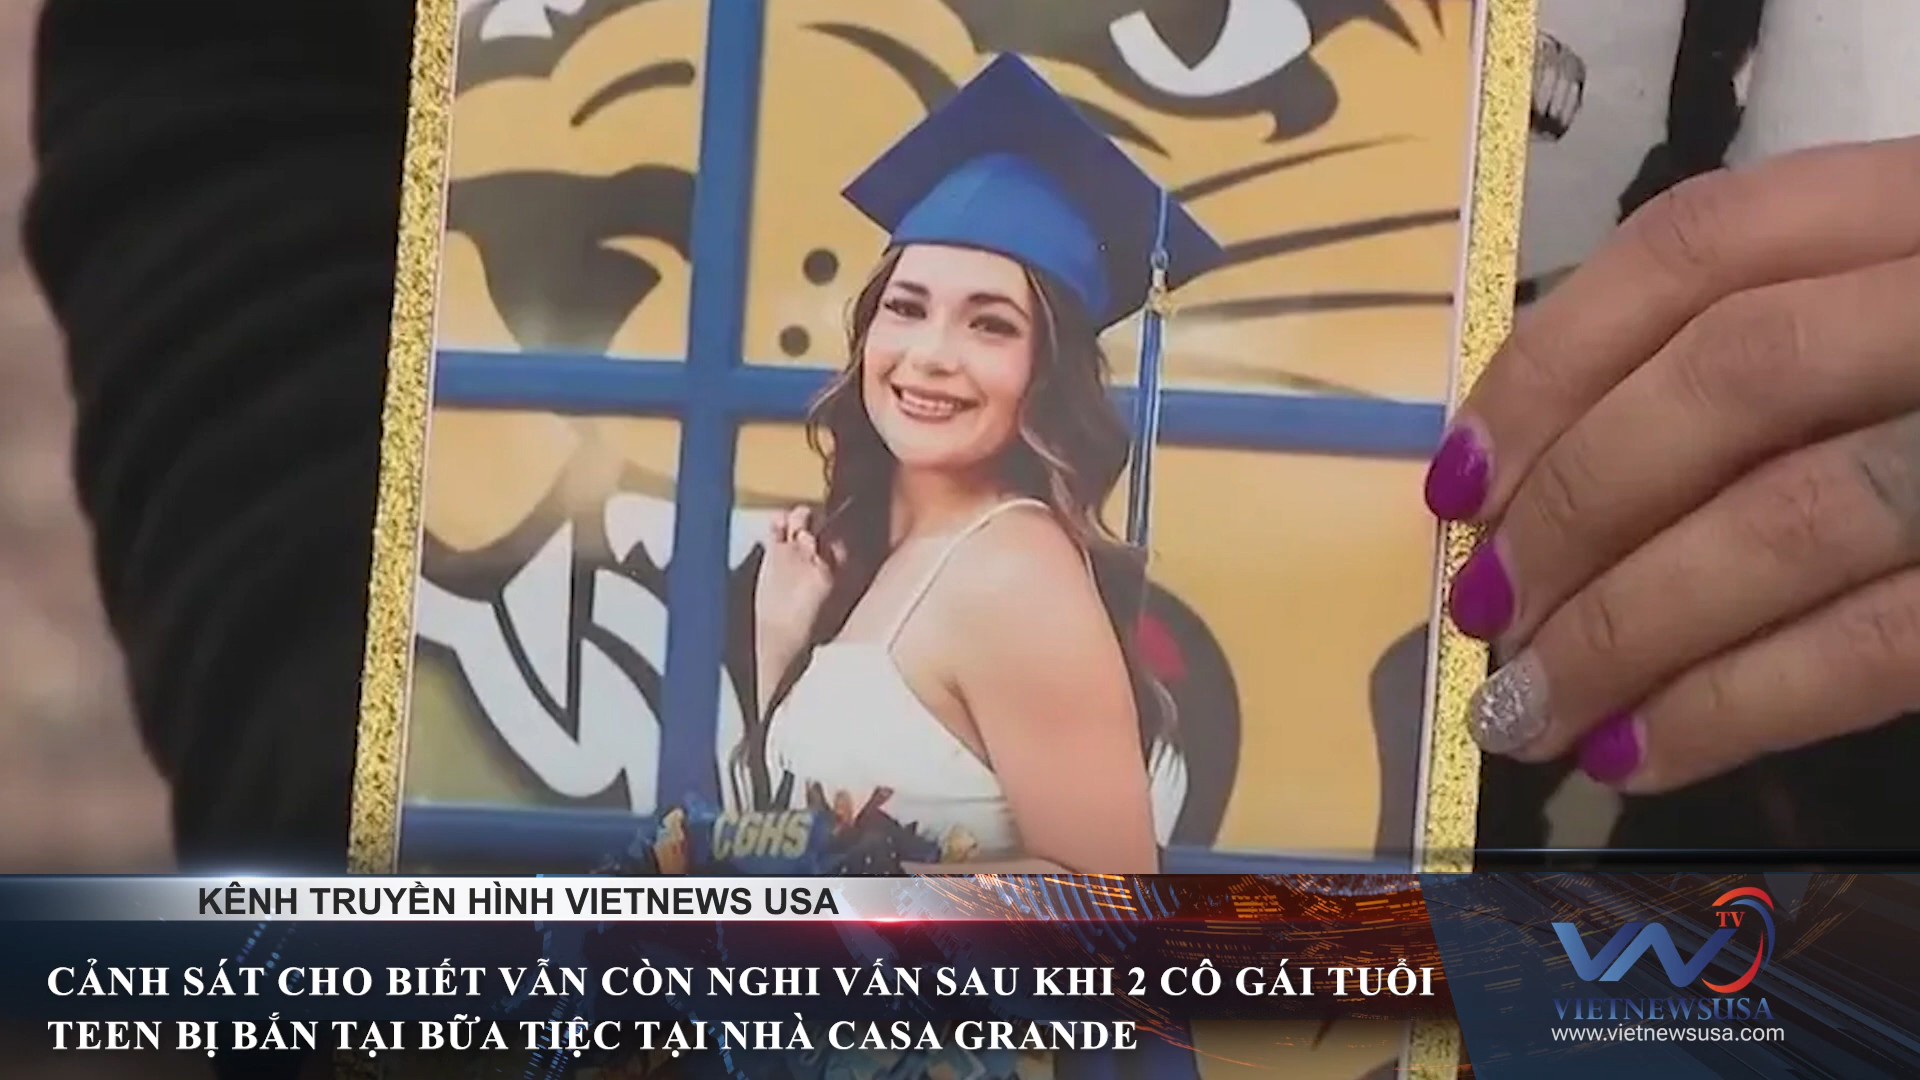 CGHS
KÊNH TRUYỀN HÌNH VIETNEWS USA
CẢNH SÁT CHO BIẾT VẪN CÒN NGHI VẤN SAU KHI 2 CÔ GÁI TUỔI
TEEN BỊ BẮN TẠI BỮA TIỆC TẠI NHÀ CASA GRANDE
VN TV
VIETNEWSUSA
www.vietnewsusa.com